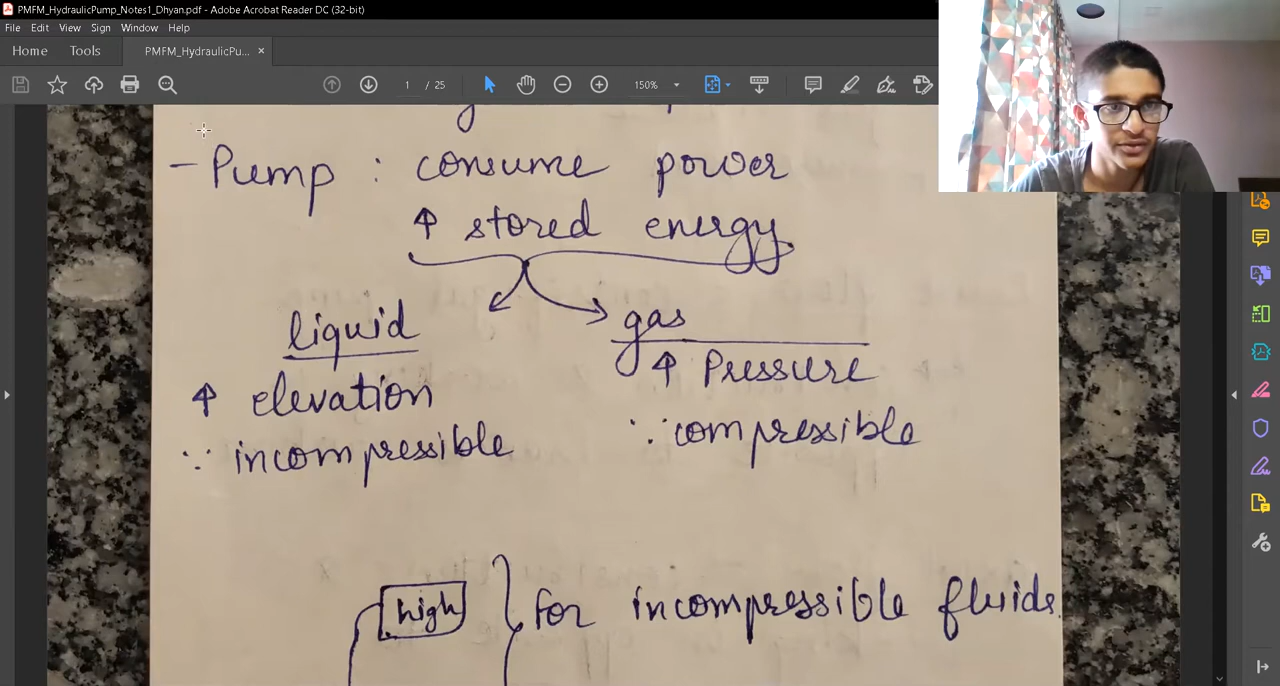 PMFM_HydraulicPump_Notes1_Dhyan.pdf - Adobe Acrobat Reader DC (32-bit)
File Edit View Sign Window Help
Home Tools PMFM_HydraulicPu... ×
1 / 25 150%
- Pump : consume power
↑ stored energy
liquid gas
↑ elevation ↑ Pressure
∵ incompressible ∵ compressible
high for incompressible fluids.